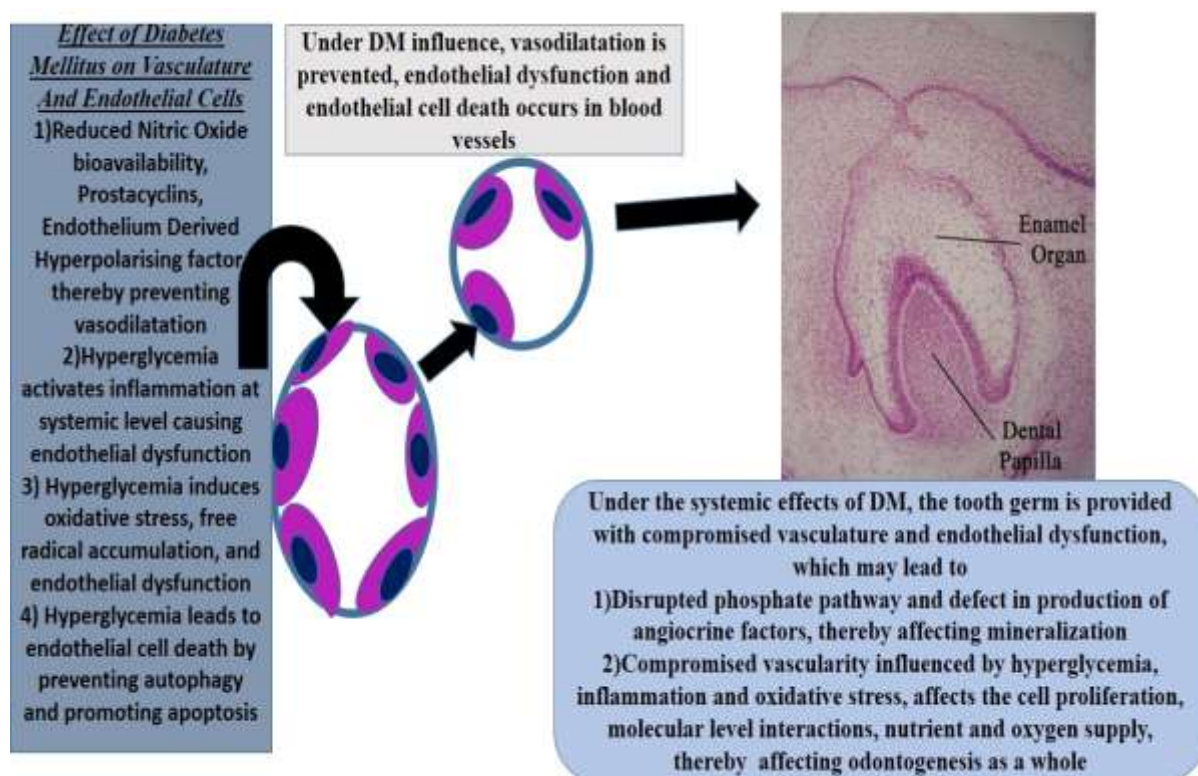 Effect of Diabetes
Mellitus on Vasculature
And Endothelial Cells
1)Reduced Nitric Oxide
bioavailability,
Prostacyclins,
Endothelium Derived
Hyperpolarising factor
thereby preventing
vasodilatation
2)Hyperglycemia
activates inflammation at
systemic level causing
endothelial dysfunction
3) Hyperglycemia induces
oxidative stress, free
radical accumulation, and
endothelial dysfunction
4) Hyperglycemia leads to
endothelial cell death by
preventing autophagy
and promoting apoptosis
Under DM influence, vasodilatation is
prevented, endothelial dysfunction and
endothelial cell death occurs in blood
vessels
Enamel
Organ
Dental
Papilla
Under the systemic effects of DM, the tooth germ is provided
with compromised vasculature and endothelial dysfunction,
which may lead to
1)Disrupted phosphate pathway and defect in production of
angiocrine factors, thereby affecting mineralization
2)Compromised vascularity influenced by hyperglycemia,
inflammation and oxidative stress, affects the cell proliferation,
molecular level interactions, nutrient and oxygen supply,
thereby affecting odontogenesis as a whole